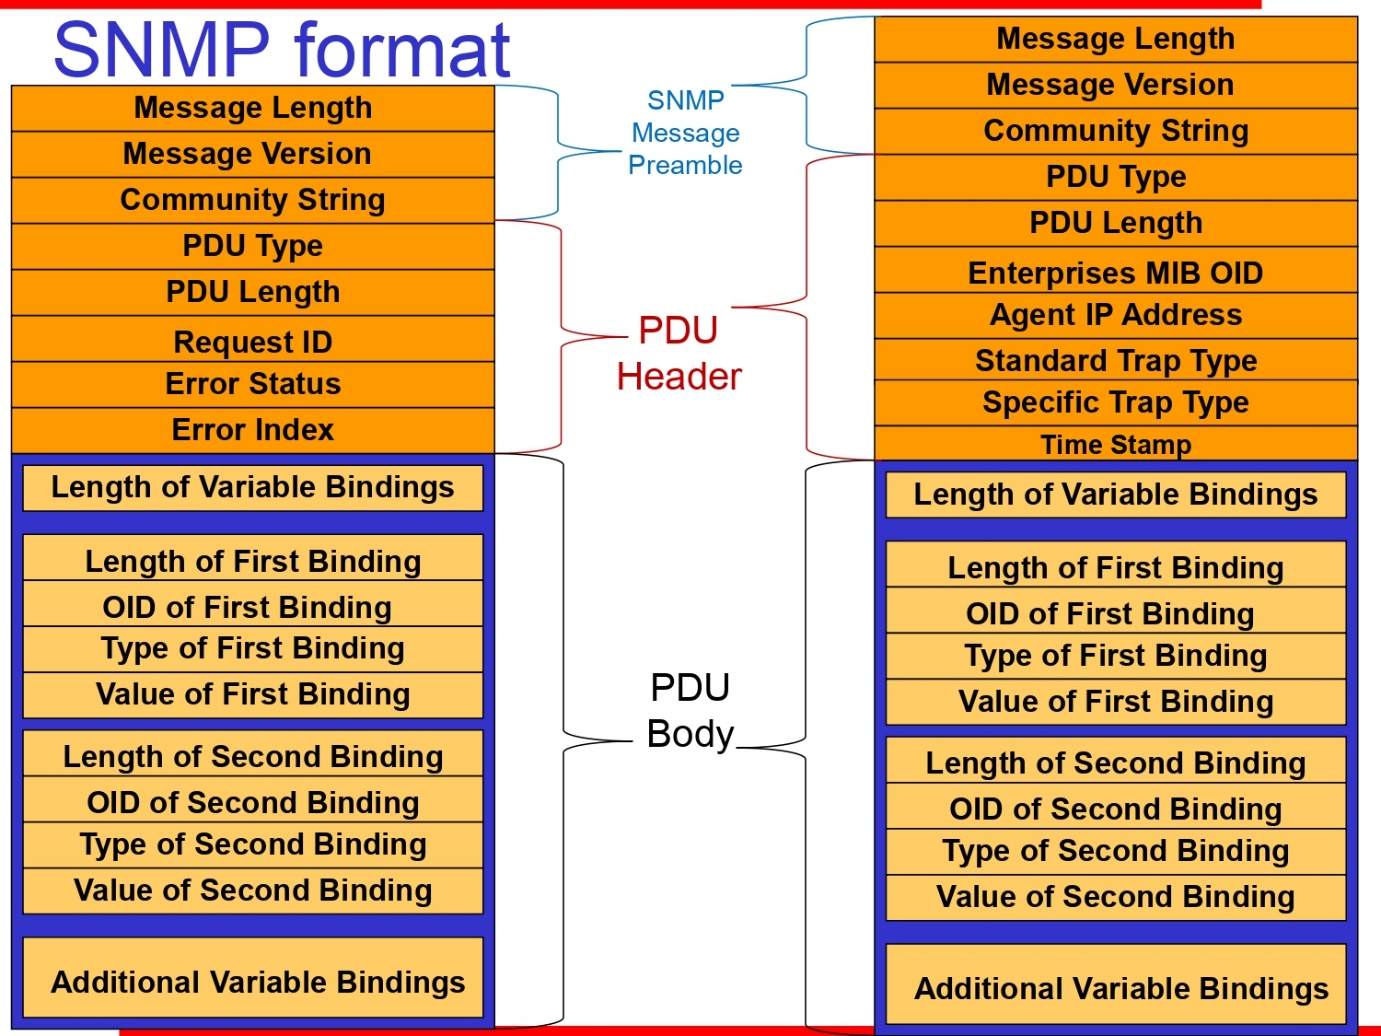 SNMP format
Message Length
Message Version
Community String
PDU Type
PDU Length
Request ID
Error Status
Error Index
Length of Variable Bindings
Length of First Binding
OID of First Binding
Type of First Binding
Value of First Binding
Length of Second Binding
OID of Second Binding
Type of Second Binding
Value of Second Binding
Additional Variable Bindings
SNMP
Message
Preamble
PDU
Header
PDU
Body
Message Length
Message Version
Community String
PDU Type
PDU Length
Enterprises MIB OID
Agent IP Address
Standard Trap Type
Specific Trap Type
Time Stamp
Length of Variable Bindings
Length of First Binding
OID of First Binding
Type of First Binding
Value of First Binding
Length of Second Binding
OID of Second Binding
Type of Second Binding
Value of Second Binding
Additional Variable Bindings